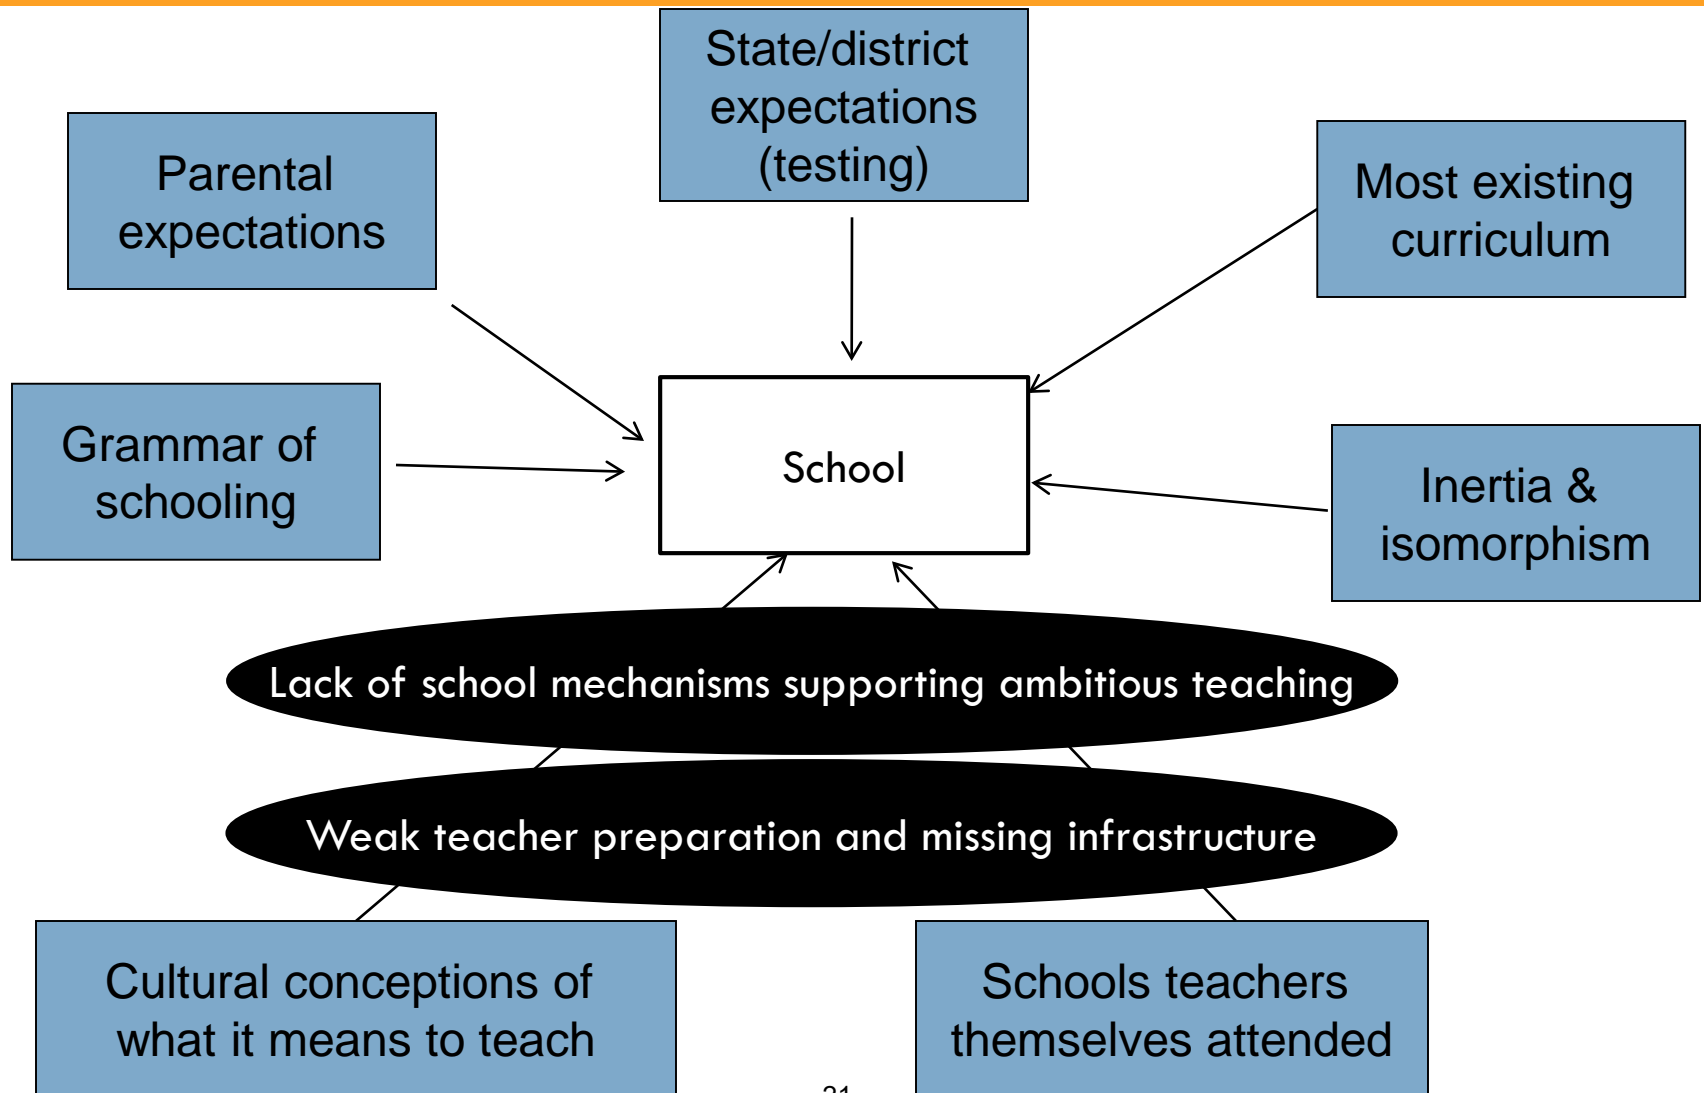 State/district
expectations
(testing)
Parental
expectations
Most existing
curriculum
Grammar of
schooling
School
Inertia &
isomorphism
Lack of school mechanisms supporting ambitious teaching
Weak teacher preparation and missing infrastructure
Cultural conceptions of
what it means to teach
Schools teachers
themselves attended